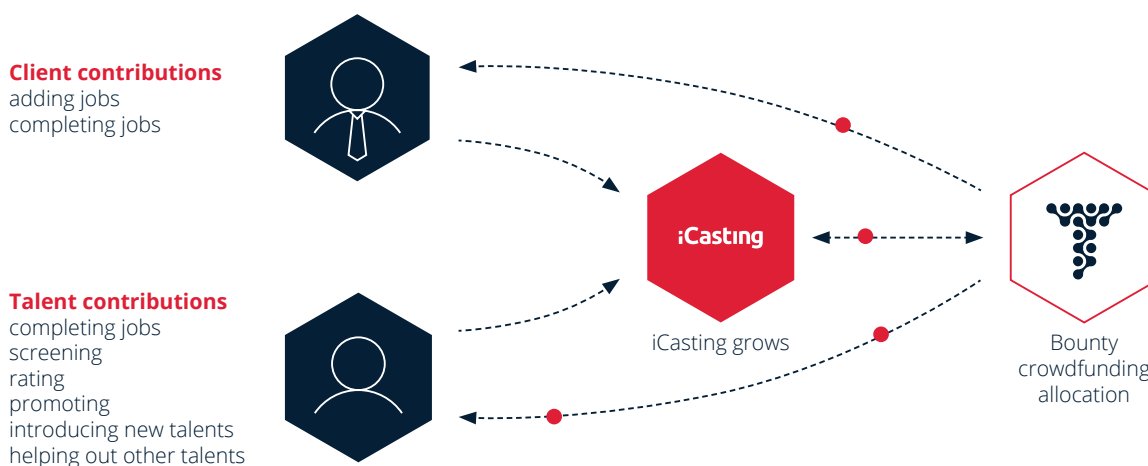 Client contributions
adding jobs
completing jobs
iCasting
iCasting grows
Talent contributions
completing jobs
screening
rating
promoting
introducing new talents
helping out other talents
Bounty
crowdfunding
allocation